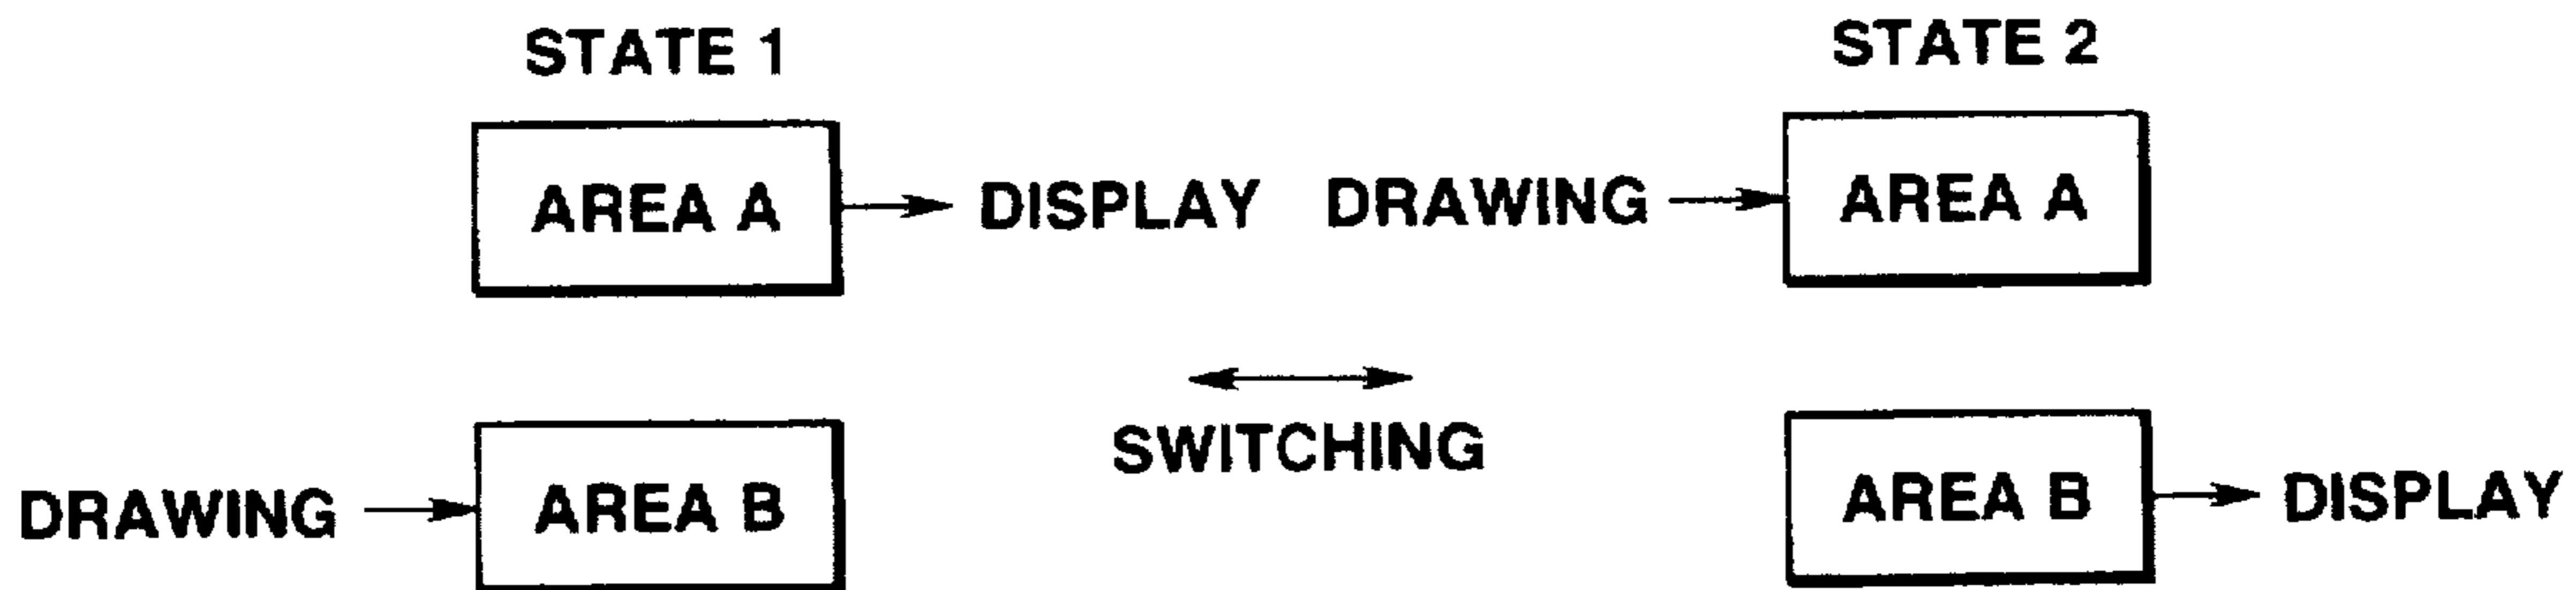 STATE 1 STATE 2
AREA A DISPLAY DRAWING AREA A
SWITCHING
DRAWING AREA B AREA B DISPLAY